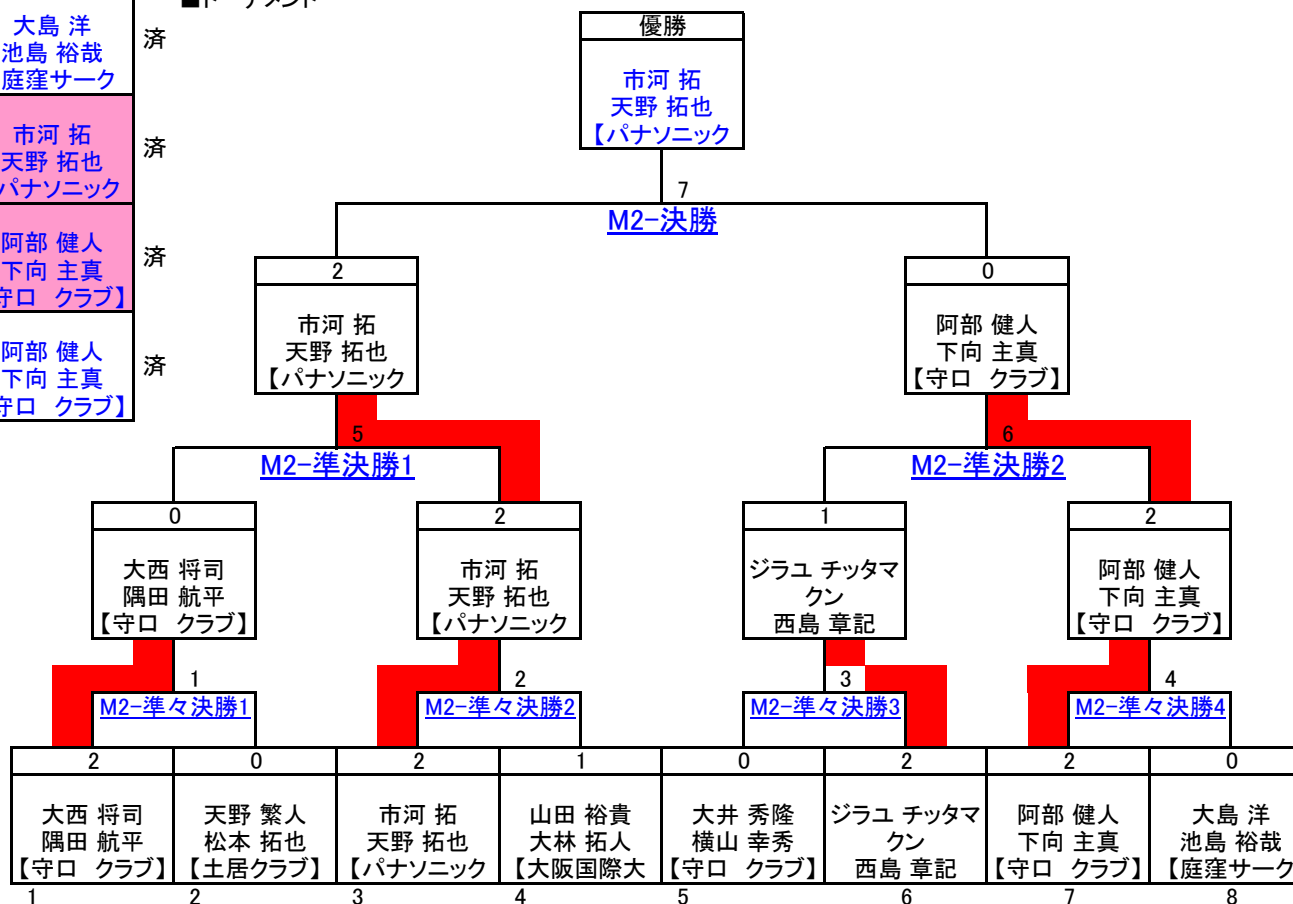 大島 洋
池島 裕哉
庭窪サーク
済
市河 拓
天野 拓也
パナソニック
済
阿部 健人
下向 主真
守口　クラブ】
済
阿部 健人
下向 主真
守口　クラブ】
済
■トーナメント
優勝
市河 拓
天野 拓也
【パナソニック
7
M2-決勝
2
市河 拓
天野 拓也
【パナソニック
0
阿部 健人
下向 主真
【守口　クラブ】
5
M2-準決勝1
6
M2-準決勝2
0
大西 将司
隅田 航平
【守口　クラブ】
2
市河 拓
天野 拓也
【パナソニック
1
ジラユ チッタマ
クン
西島 章記
2
阿部 健人
下向 主真
【守口　クラブ】
1
M2-準々決勝1
2
M2-準々決勝2
3
M2-準々決勝3
4
M2-準々決勝4
2
大西 将司
隅田 航平
【守口　クラブ】
1
0
天野 繁人
松本 拓也
【土居クラブ】
2
2
市河 拓
天野 拓也
【パナソニック
3
1
山田 裕貴
大林 拓人
【大阪国際大
4
0
大井 秀隆
横山 幸秀
【守口　クラブ】
5
2
ジラユ チッタマ
クン
西島 章記
6
2
阿部 健人
下向 主真
【守口　クラブ】
7
0
大島 洋
池島 裕哉
【庭窪サーク
8